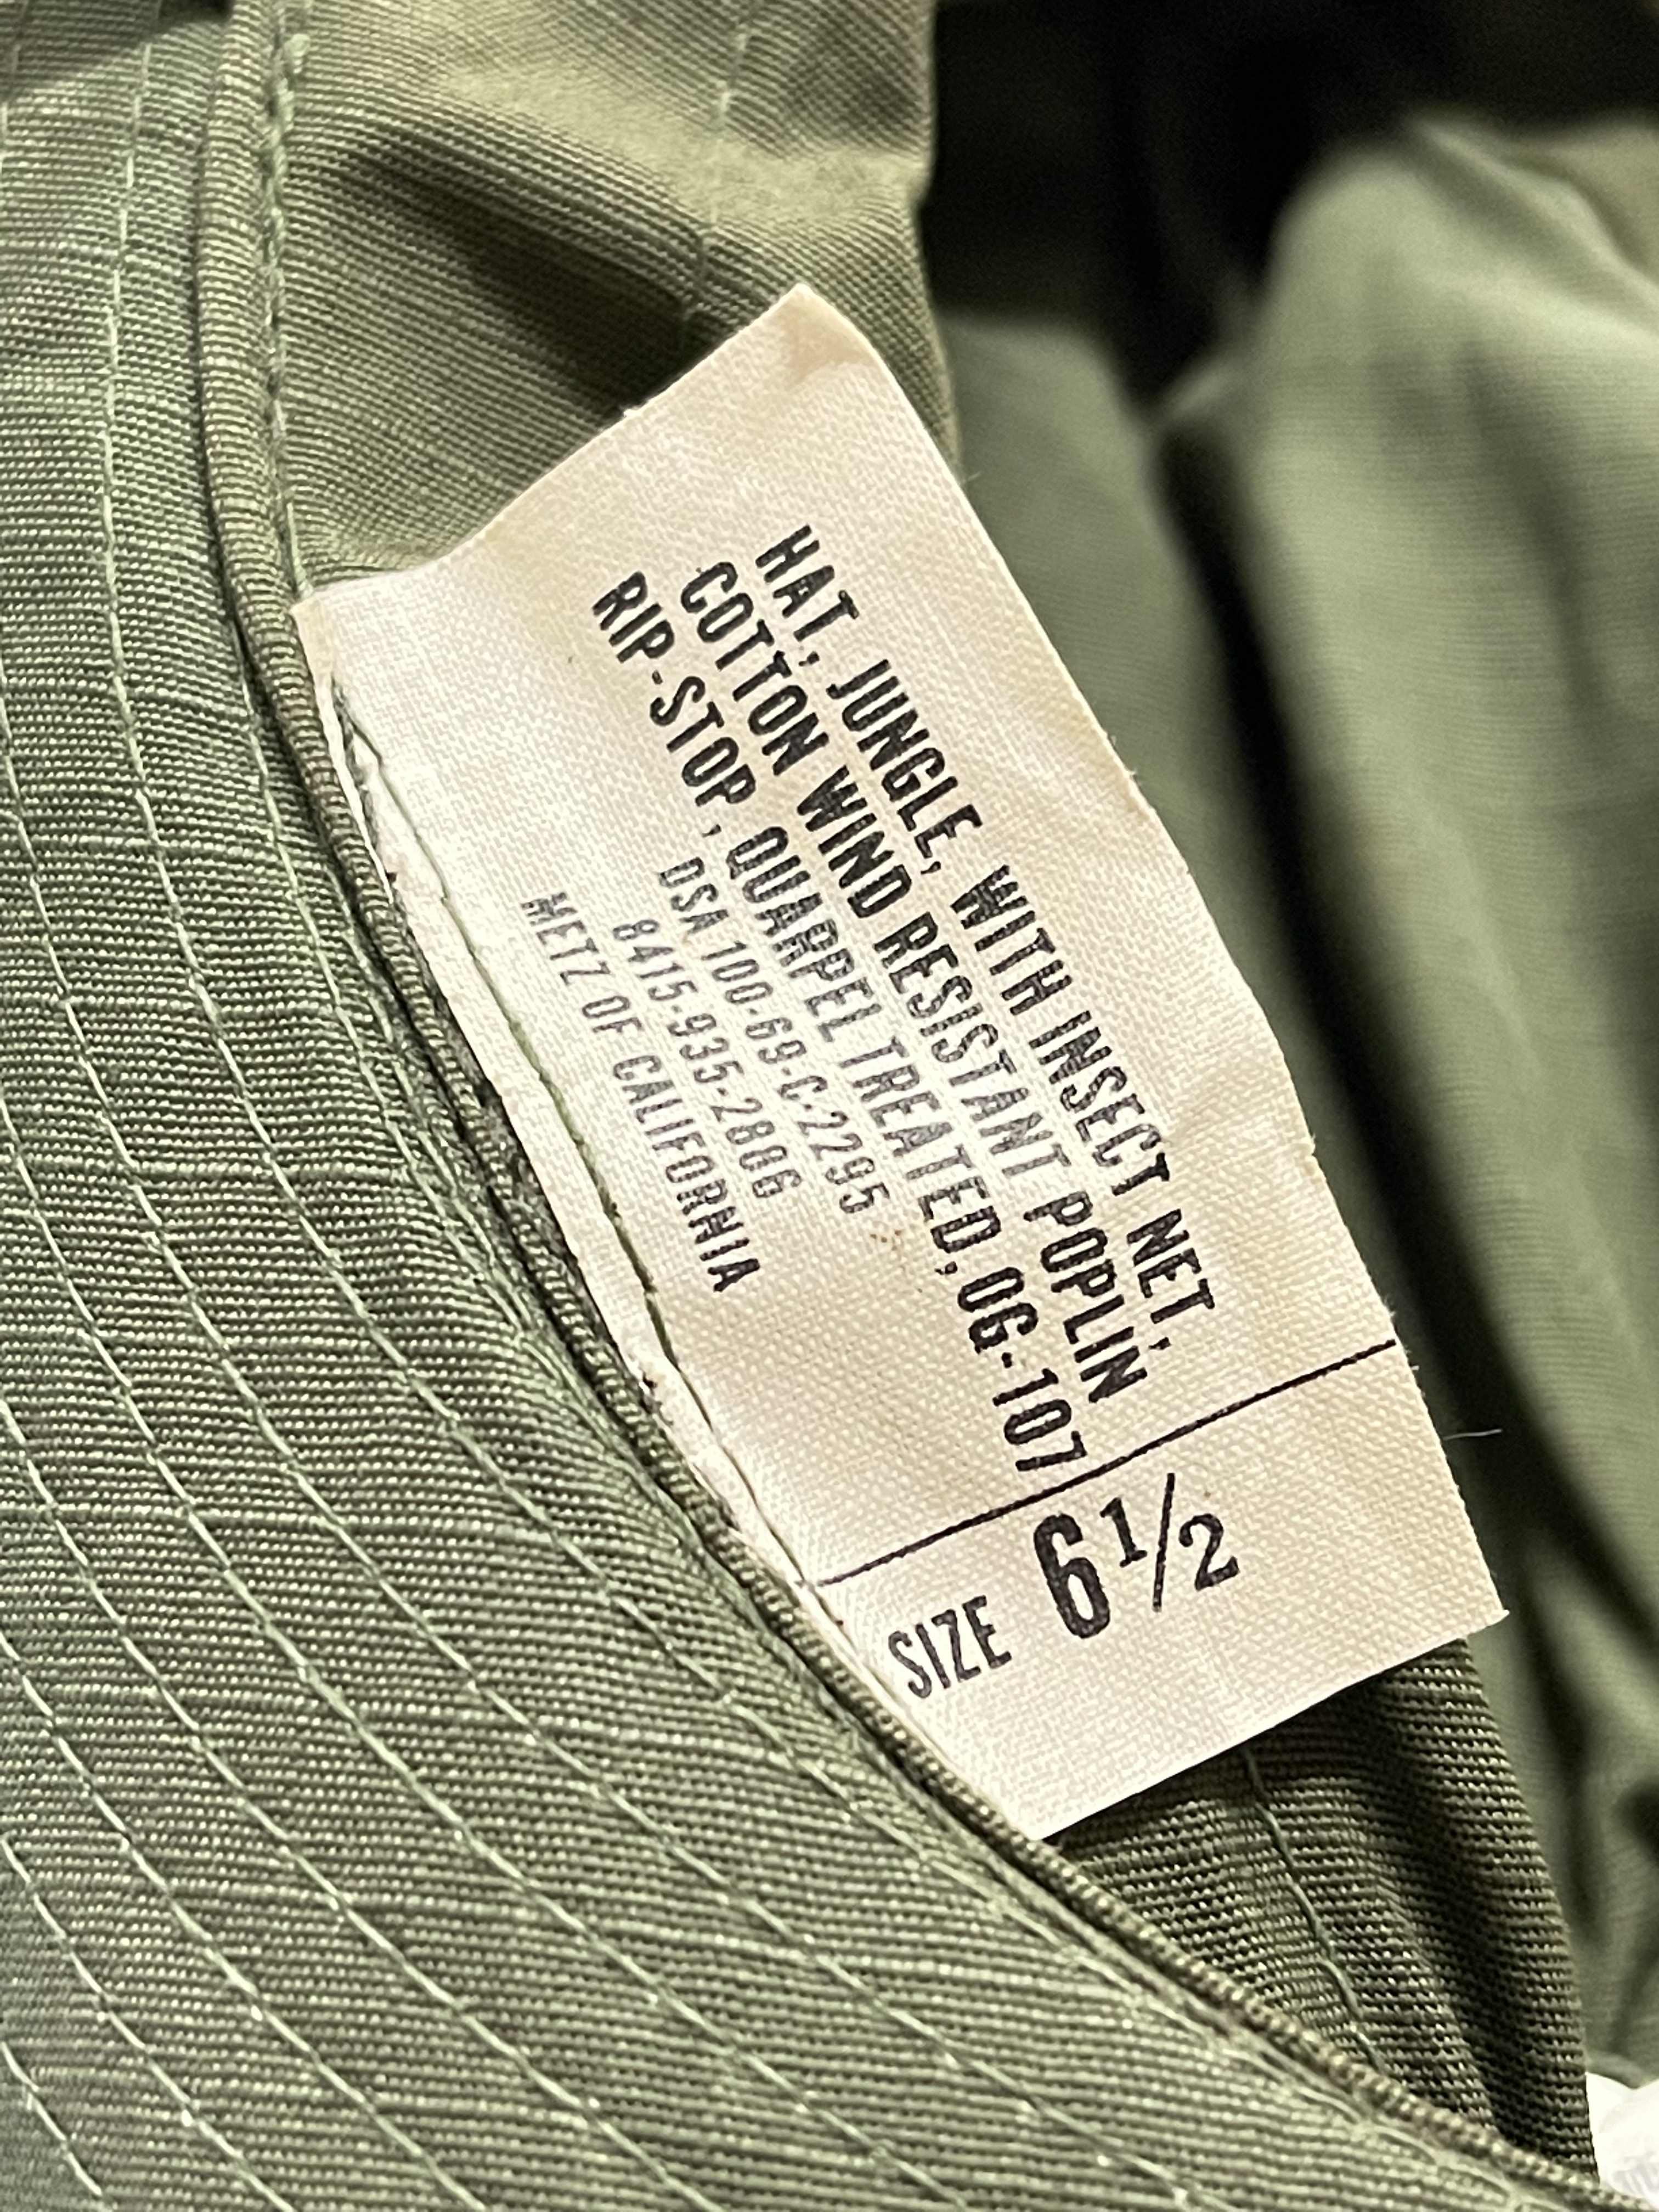 HAT, JUNGLE, WITH INSECT NET,
COTTON WIND RESISTANT POPLIN
RIP-STOP, QUARPEL TREATED, OG-107
DSA 100-69-C-2295
8415-935-2806
METZ OF CALIFORNIA
SIZE 6 1/2